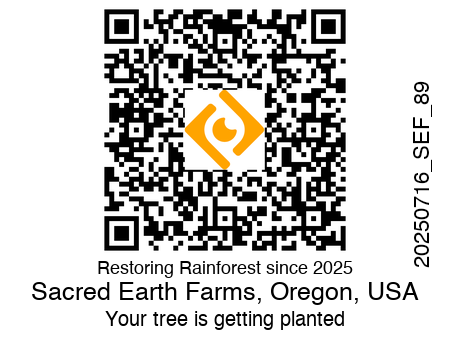 Restoring Rainforest since 2025
Sacred Earth Farms, Oregon, USA
Your tree is getting planted
20250716_SEF_89